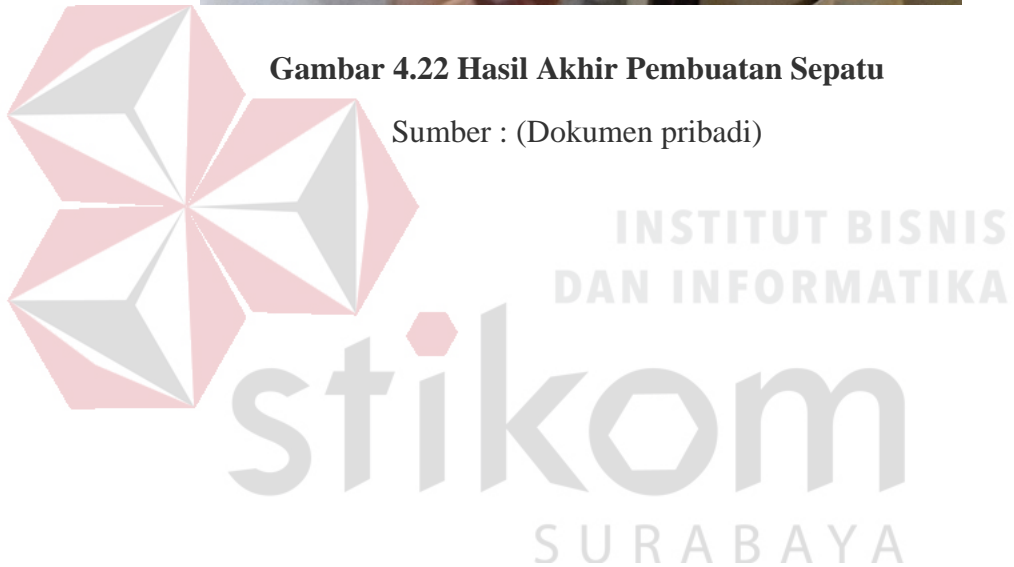 Gambar 4.22 Hasil Akhir Pembuatan Sepatu
Sumber : (Dokumen pribadi)
INSTITUT BISNIS
DAN INFORMATIKA
stikom
SURABAYA